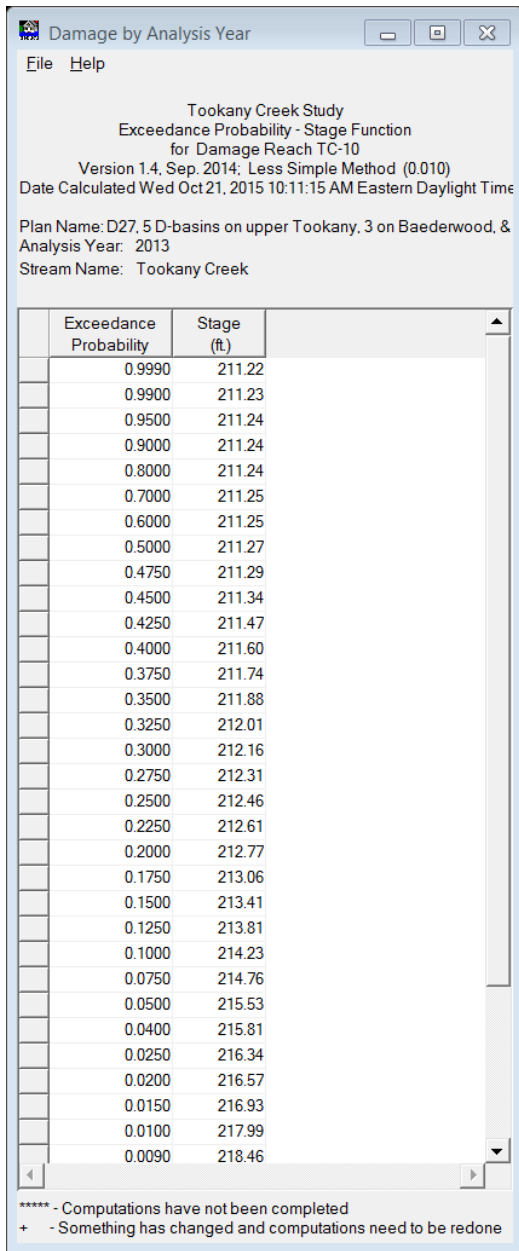 Damage by Analysis Year
File Help
Tookany Creek Study
Exceedance Probability - Stage Function
for Damage Reach TC-10
Version 1.4, Sep. 2014; Less Simple Method (0.010)
Date Calculated Wed Oct 21, 2015 10:11:15 AM Eastern Daylight Time
Plan Name: D27, 5 D-basins on upper Tookany, 3 on Baederwood, &
Analysis Year: 2013
Stream Name: Tookany Creek
Exceedance Stage
Probability (ft.)
0.9990 211.22
0.9900 211.23
0.9500 211.24
0.9000 211.24
0.8000 211.24
0.7000 211.25
0.6000 211.25
0.5000 211.27
0.4750 211.29
0.4500 211.34
0.4250 211.47
0.4000 211.60
0.3750 211.74
0.3500 211.88
0.3250 212.01
0.3000 212.16
0.2750 212.31
0.2500 212.46
0.2250 212.61
0.2000 212.77
0.1750 213.06
0.1500 213.41
0.1250 213.81
0.1000 214.23
0.0750 214.76
0.0500 215.53
0.0400 215.81
0.0250 216.34
0.0200 216.57
0.0150 216.93
0.0100 217.99
0.0090 218.46
***** - Computations have not been completed
+ - Something has changed and computations need to be redone